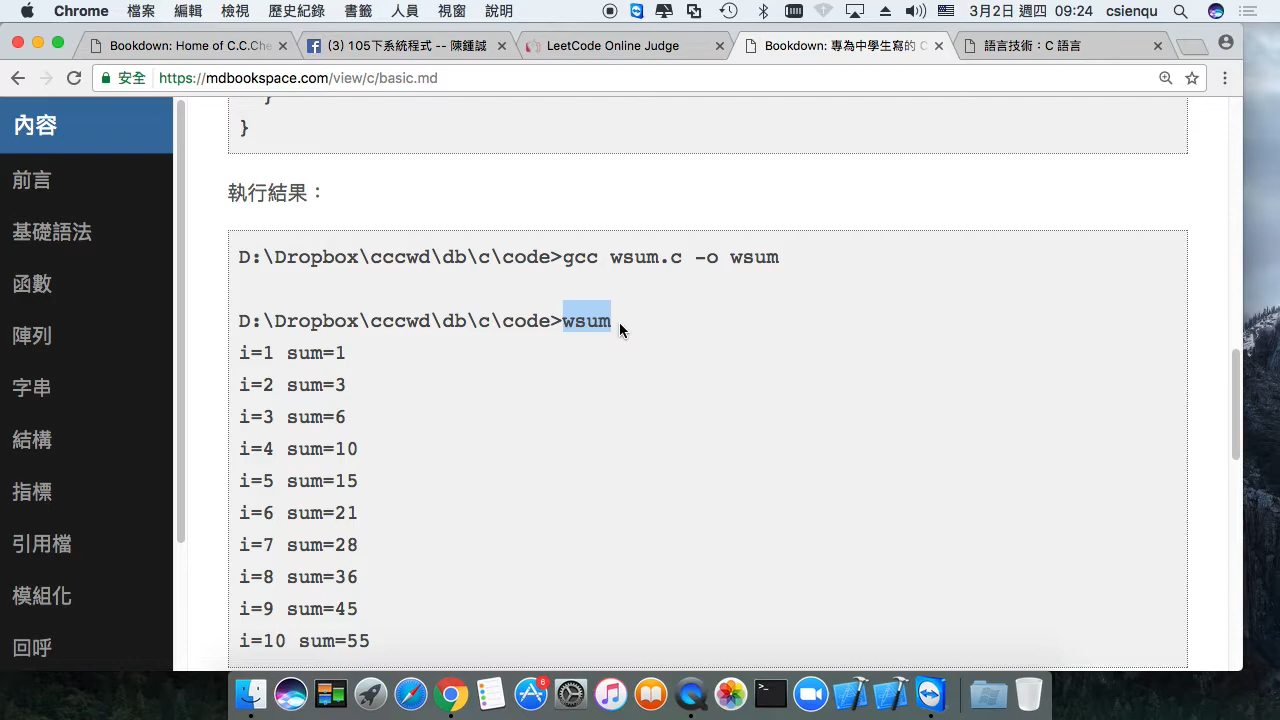 Chrome 檔案 編輯 檢視 歷史紀錄 書籤 人員 視窗 說明 3月2日 週四 09:24 csienqu
Bookdown: Home of C.C.Che (3) 105下系統程式 -- 陳鍾誠 LeetCode Online Judge Bookdown: 專為中學生寫的 C 語言技術：C 語言
安全 https://mdbookspace.com/view/c/basic.md
內容
前言
基礎語法
函數
陣列
字串
結構
指標
引用檔
模組化
回呼
}
}
執行結果：
D:\Dropbox\cccwd\db\c\code>gcc wsum.c -o wsum
D:\Dropbox\cccwd\db\c\code>wsum
i=1 sum=1
i=2 sum=3
i=3 sum=6
i=4 sum=10
i=5 sum=15
i=6 sum=21
i=7 sum=28
i=8 sum=36
i=9 sum=45
i=10 sum=55
6